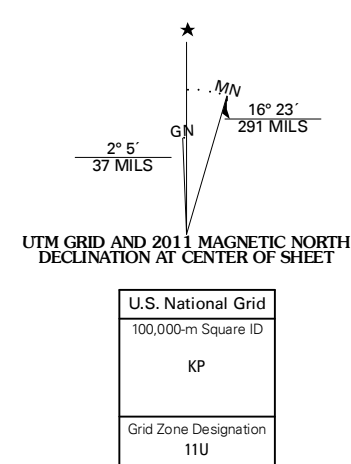 ★
MN
16° 23´
291 MILS
GN
2° 5´
37 MILS
UTM GRID AND 2011 MAGNETIC NORTH
DECLINATION AT CENTER OF SHEET
U.S. National Grid
100,000-m Square ID
KP
Grid Zone Designation
11U